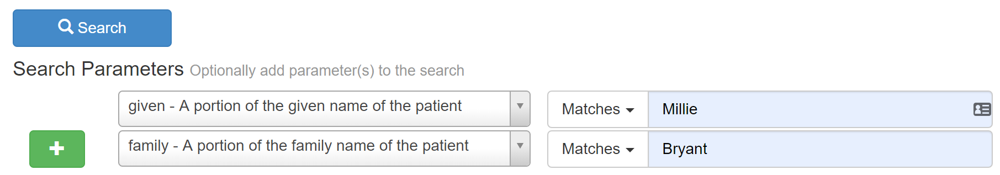 Search
Search Parameters Optionally add parameter(s) to the search
given - A portion of the given name of the patient Matches Millie
family - A portion of the family name of the patient Matches Bryant